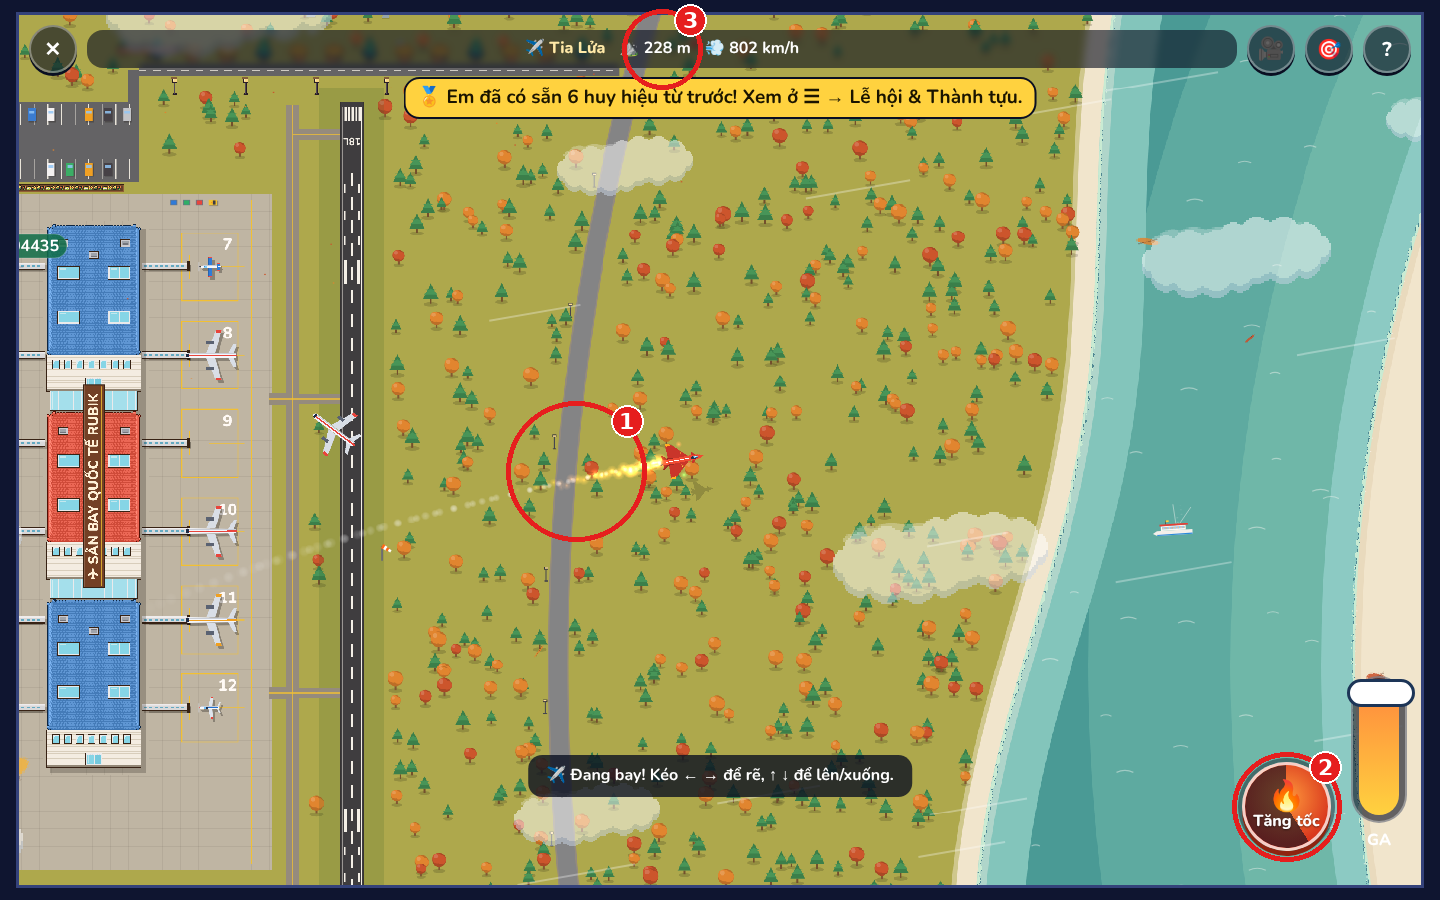 3
✕
✈️ Tia Lửa
228 m
802 km/h
?
🏅 Em đã có sẵn 6 huy hiệu từ trước! Xem ở ☰ → Lễ hội & Thành tựu.
18L
7
04435
8
9
1
✈ SÂN BAY QUỐC TẾ RUBIK
10
11
12
✈️ Đang bay! Kéo ← → để rẽ, ↑ ↓ để lên/xuống.
2
Tăng tốc
GA